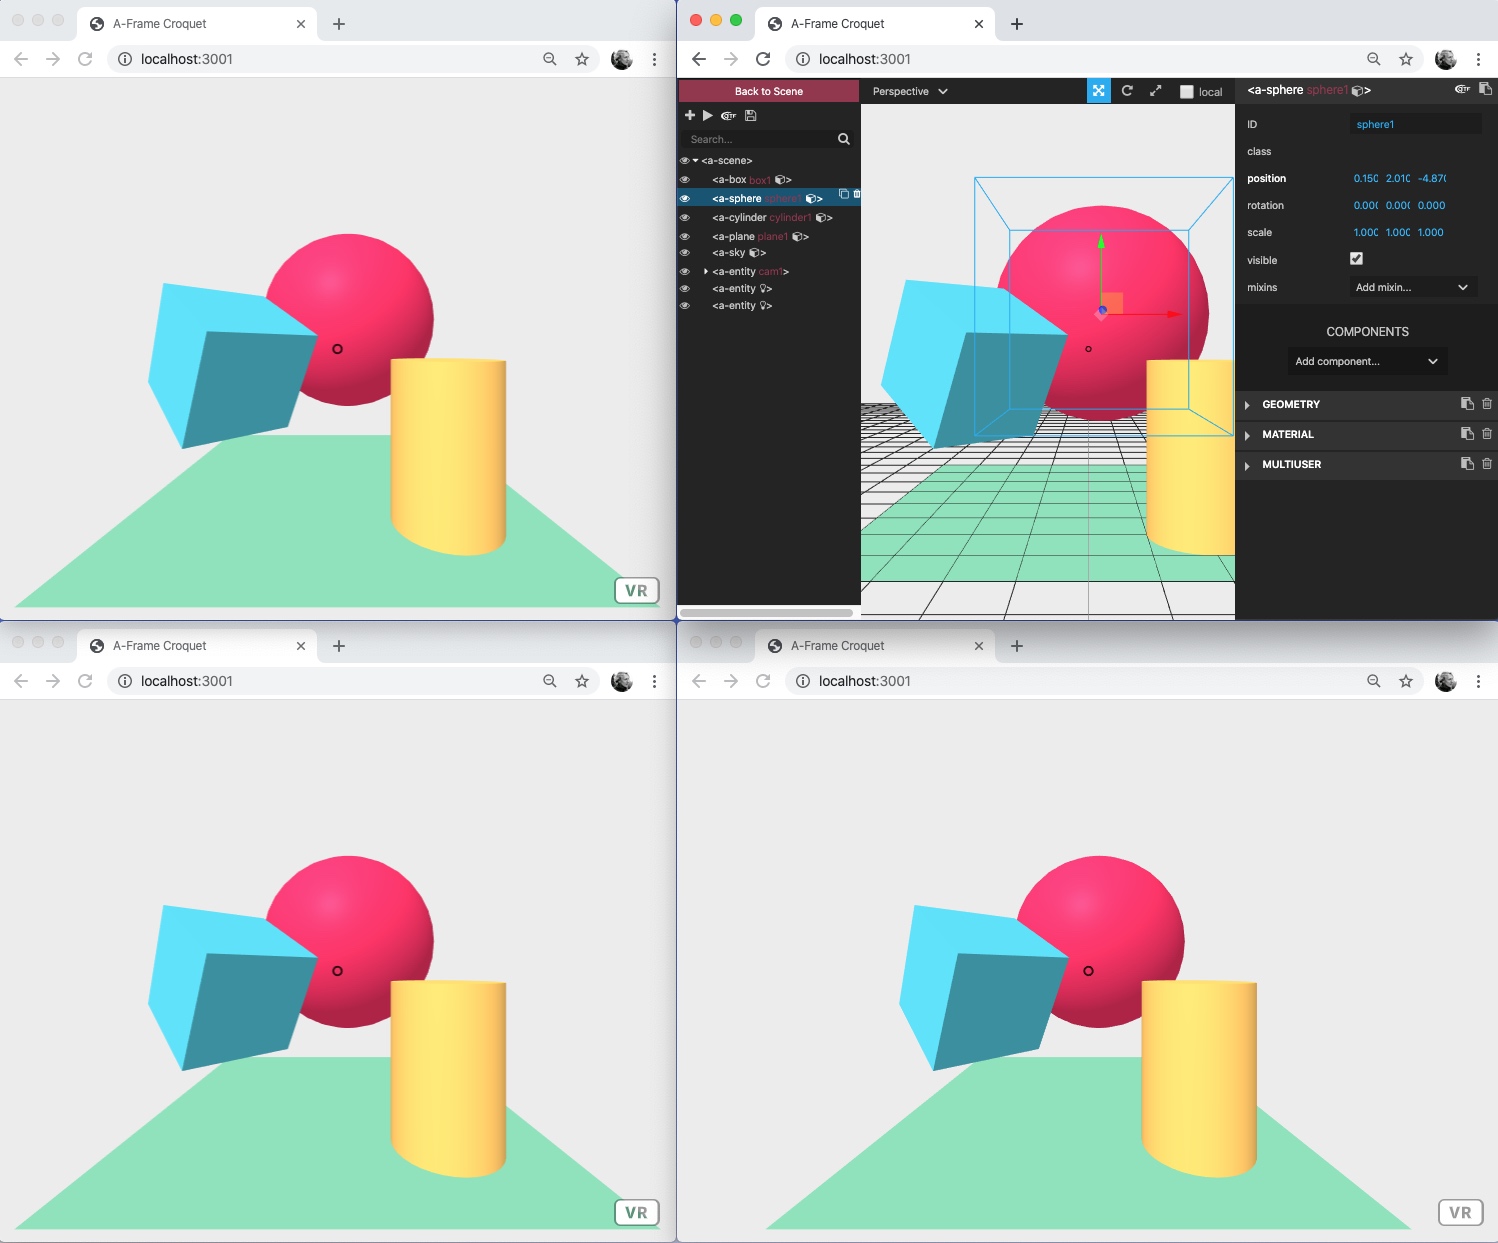 A-Frame Croquet
localhost:3001
VR
A-Frame Croquet
localhost:3001
Back to Scene
Search...
<a-scene>
<a-box box1 >
<a-sphere sphere1 >
<a-cylinder cylinder1 >
<a-plane plane1 >
<a-sky >
<a-entity cam1>
<a-entity >
<a-entity >
Perspective
local
<a-sphere sphere1 >
ID sphere1
class
position 0.150 2.010 -4.870
rotation 0.000 0.000 0.000
scale 1.000 1.000 1.000
visible
mixins Add mixin...
COMPONENTS
Add component...
GEOMETRY
MATERIAL
MULTIUSER
A-Frame Croquet
localhost:3001
VR
A-Frame Croquet
localhost:3001
VR